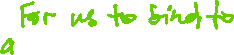 For us to bind to
a